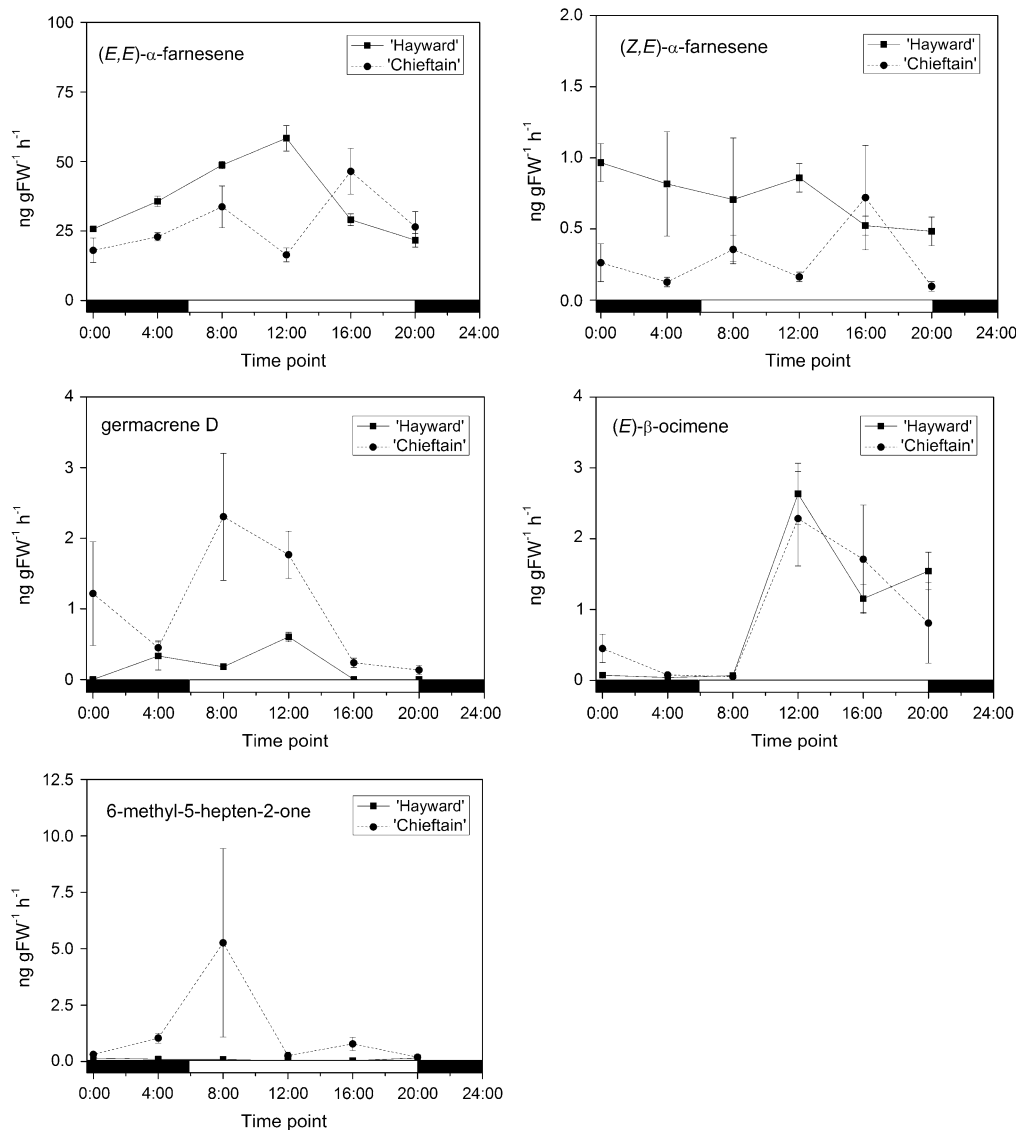 (E,E)-α-farnesene
'Hayward'
'Chieftain'
100
75
50
25
0
ng gFW⁻¹ h⁻¹
0:00 4:00 8:00 12:00 16:00 20:00 24:00
Time point
(Z,E)-α-farnesene
'Hayward'
'Chieftain'
2.0
1.5
1.0
0.5
0.0
ng gFW⁻¹ h⁻¹
0:00 4:00 8:00 12:00 16:00 20:00 24:00
Time point
germacrene D
'Hayward'
'Chieftain'
4
3
2
1
0
ng gFW⁻¹ h⁻¹
0:00 4:00 8:00 12:00 16:00 20:00 24:00
Time point
(E)-β-ocimene
'Hayward'
'Chieftain'
4
3
2
1
0
ng gFW⁻¹ h⁻¹
0:00 4:00 8:00 12:00 16:00 20:00 24:00
Time point
6-methyl-5-hepten-2-one
'Hayward'
'Chieftain'
12.5
10.0
7.5
5.0
2.5
0.0
ng gFW⁻¹ h⁻¹
0:00 4:00 8:00 12:00 16:00 20:00 24:00
Time point